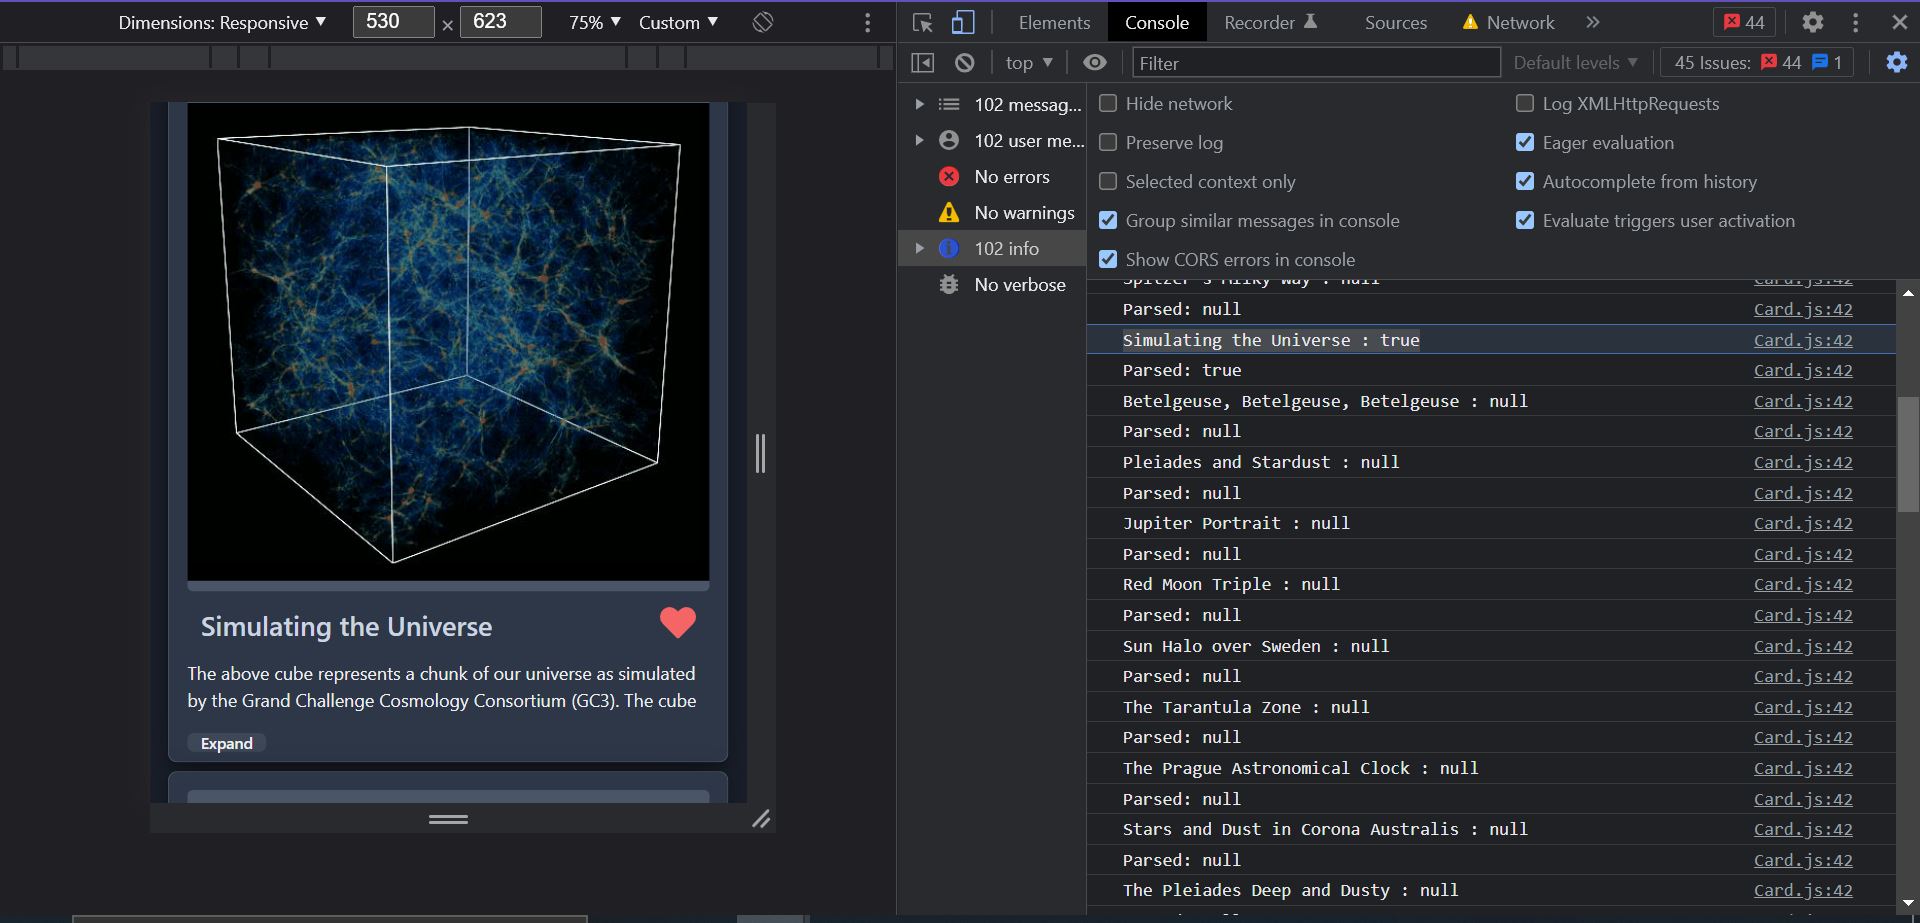 Dimensions: Responsive ▼ 530 × 623 75% ▼ Custom ▼
Elements Console Recorder Sources Network » 44
top ▼ Filter Default levels ▼ 45 Issues: 44 1
102 messag...
102 user me...
No errors
No warnings
102 info
No verbose
Hide network
Log XMLHttpRequests
Preserve log
Eager evaluation
Selected context only
Autocomplete from history
Group similar messages in console
Evaluate triggers user activation
Show CORS errors in console
Spitzer's Milky Way : null Card.js:42
Parsed: null Card.js:42
Simulating the Universe : true Card.js:42
Parsed: true Card.js:42
Betelgeuse, Betelgeuse, Betelgeuse : null Card.js:42
Parsed: null Card.js:42
Pleiades and Stardust : null Card.js:42
Parsed: null Card.js:42
Jupiter Portrait : null Card.js:42
Parsed: null Card.js:42
Red Moon Triple : null Card.js:42
Parsed: null Card.js:42
Sun Halo over Sweden : null Card.js:42
Parsed: null Card.js:42
The Tarantula Zone : null Card.js:42
Parsed: null Card.js:42
The Prague Astronomical Clock : null Card.js:42
Parsed: null Card.js:42
Stars and Dust in Corona Australis : null Card.js:42
Parsed: null Card.js:42
The Pleiades Deep and Dusty : null Card.js:42
Simulating the Universe
The above cube represents a chunk of our universe as simulated
by the Grand Challenge Cosmology Consortium (GC3). The cube
Expand